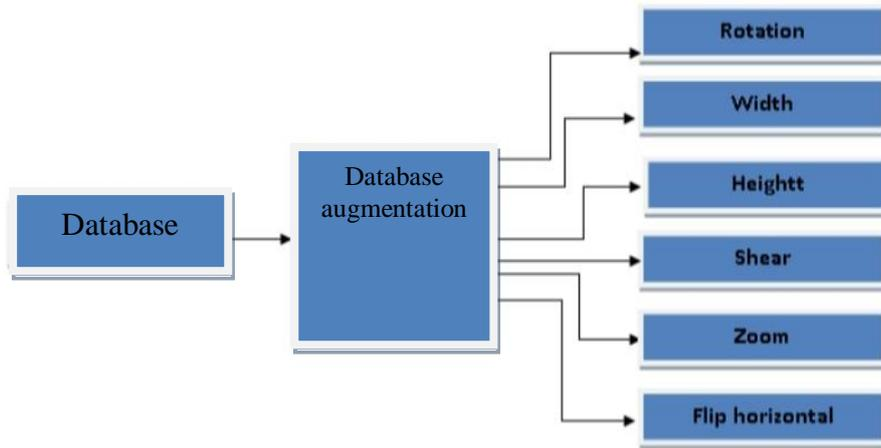 Database
Database
augmentation
Rotation
Width
Heightt
Shear
Zoom
Flip horizontal